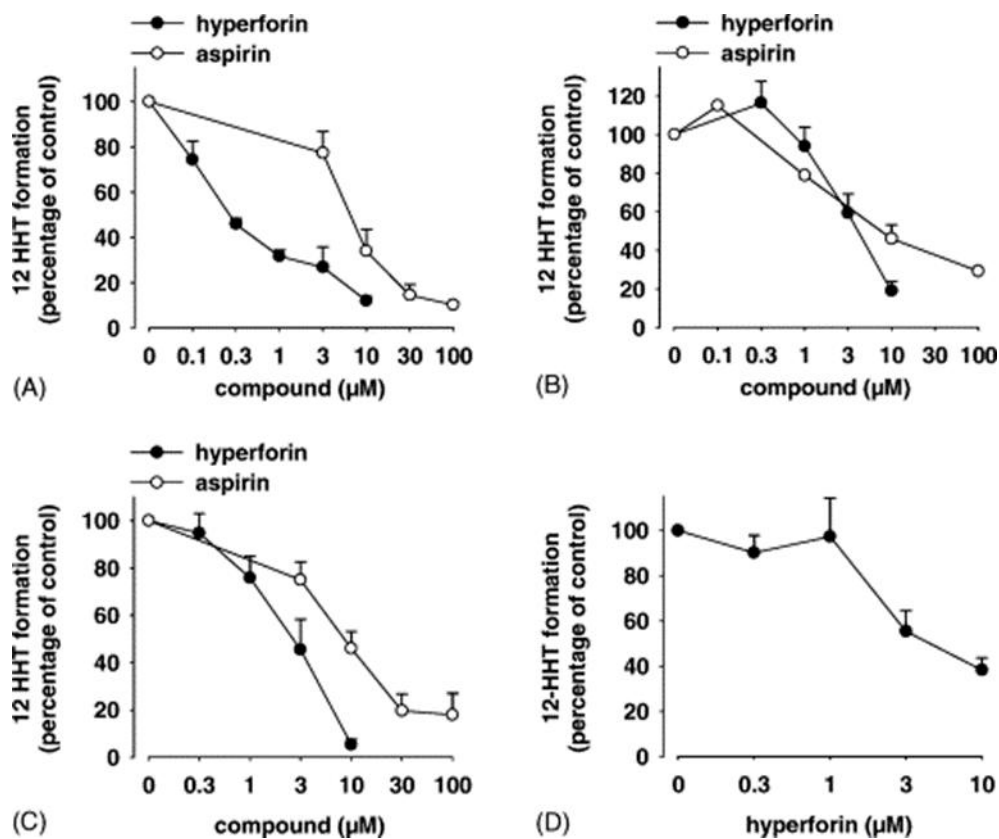 hyperforin
aspirin
12 HHT formation
(percentage of control)
100
80
60
40
20
0
0 0.1 0.3 1 3 10 30 100
compound (µM)
(A)
hyperforin
aspirin
12 HHT formation
(percentage of control)
120
100
80
60
40
20
0
0 0.1 0.3 1 3 10 30 100
compound (µM)
(B)
hyperforin
aspirin
12 HHT formation
(percentage of control)
100
80
60
40
20
0
0 0.3 1 3 10 30 100
compound (µM)
(C)
12-HHT formation
(percentage of control)
100
80
60
40
20
0
0 0.3 1 3 10
hyperforin (µM)
(D)